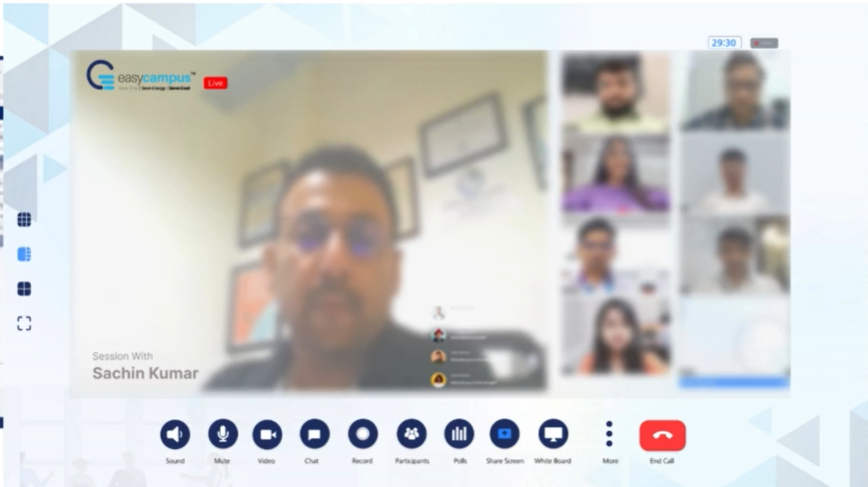 29:30
easycampus™
Live
Session With
Sachin Kumar
Sound
Mute
Video
Chat
Record
Participants
Polls
Share Screen
White Board
More
End Call